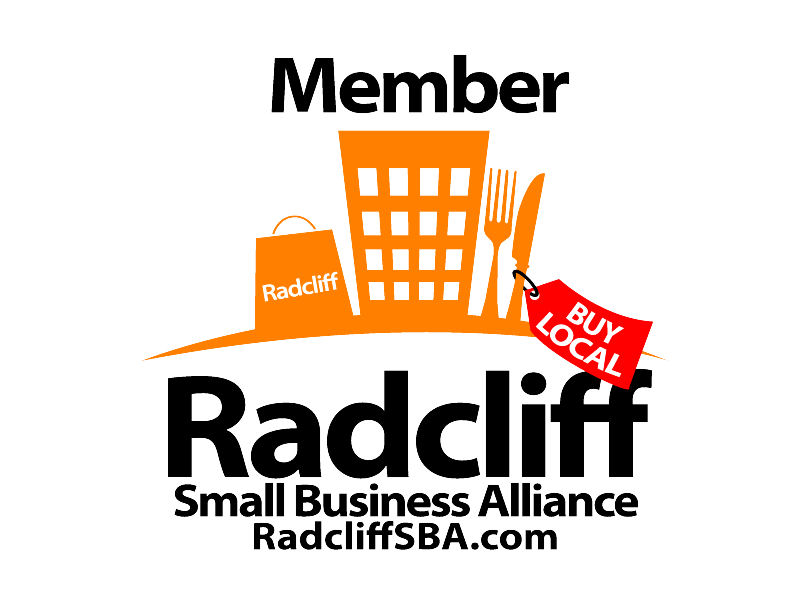 Member
Radcliff
BUY
LOCAL
Radcliff
Small Business Alliance
RadcliffSBA.com